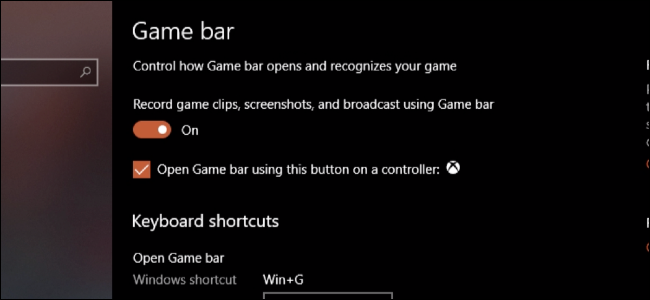 Game bar
Control how Game bar opens and recognizes your game
Record game clips, screenshots, and broadcast using Game bar
On
Open Game bar using this button on a controller:
Keyboard shortcuts
Open Game bar
Windows shortcut Win+G